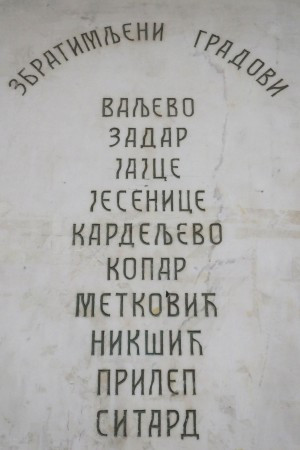 ЗБРАТИМЉЕНИ ГРАДОВИ
ВАЉЕВО
ЗАДАР
ЈАЈЦЕ
ЈЕСЕНИЦЕ
КАРДЕЉЕВО
КОПАР
МЕТКОВИЋ
НИКШИЋ
ПРИЛЕП
СИТАРД